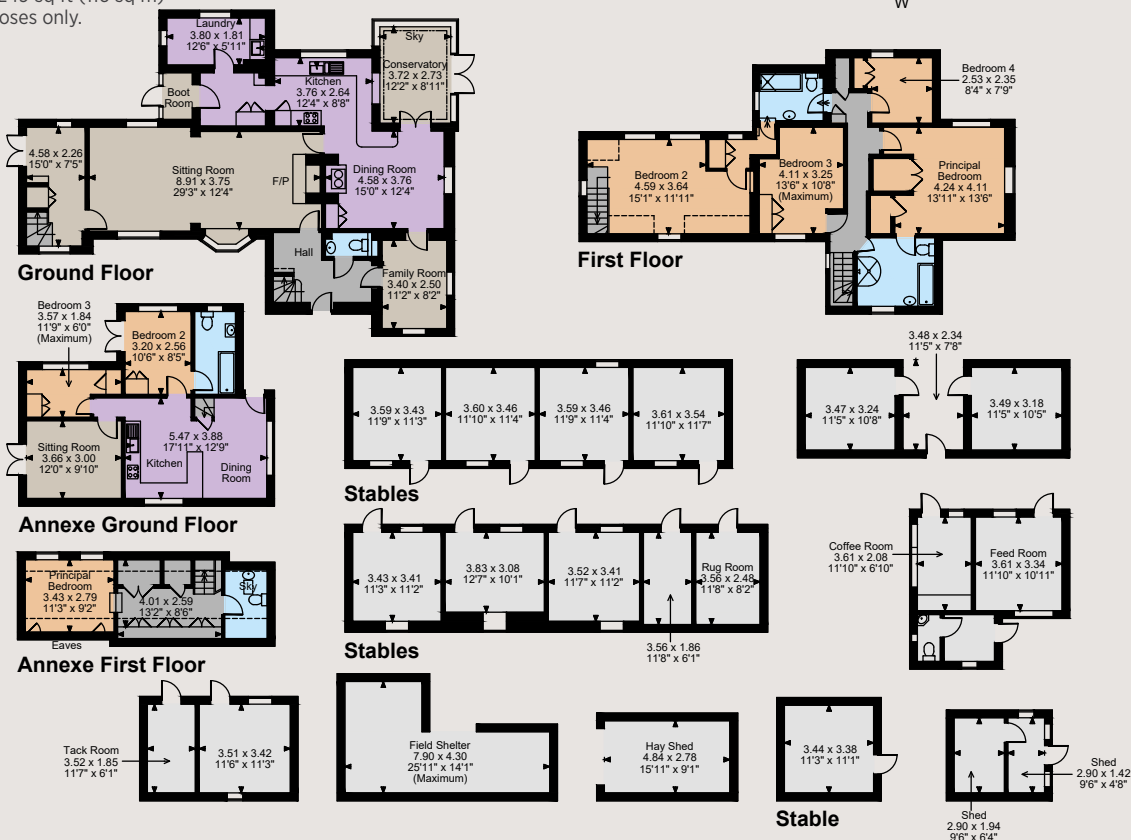 oses only.
W
Laundry
3.80 x 1.81
12'6" x 5'11"
Sky
Conservatory
3.72 x 2.73
12'2" x 8'11"
Kitchen
3.76 x 2.64
12'4" x 8'8"
Boot
Room
4.58 x 2.26
15'0" x 7'5"
Sitting Room
8.91 x 3.75
29'3" x 12'4"
F/P
Dining Room
4.58 x 3.76
15'0" x 12'4"
Hall
Family Room
3.40 x 2.50
11'2" x 8'2"
Ground Floor
Bedroom 4
2.53 x 2.35
8'4" x 7'9"
Bedroom 2
4.59 x 3.64
15'1" x 11'11"
Bedroom 3
4.11 x 3.25
13'6" x 10'8"
(Maximum)
Principal
Bedroom
4.24 x 4.11
13'11" x 13'6"
First Floor
Bedroom 3
3.57 x 1.84
11'9" x 6'0"
(Maximum)
Bedroom 2
3.20 x 2.56
10'6" x 8'5"
Sitting Room
3.66 x 3.00
12'0" x 9'10"
5.47 x 3.88
17'11" x 12'9"
Kitchen
Dining
Room
Annexe Ground Floor
3.59 x 3.43
11'9" x 11'3"
3.60 x 3.46
11'10" x 11'4"
3.59 x 3.46
11'9" x 11'4"
3.61 x 3.54
11'10" x 11'7"
Stables
3.48 x 2.34
11'5" x 7'8"
3.47 x 3.24
11'5" x 10'8"
3.49 x 3.18
11'5" x 10'5"
Principal
Bedroom
3.43 x 2.79
11'3" x 9'2"
4.01 x 2.59
13'2" x 8'6"
Sky
Eaves
Annexe First Floor
3.43 x 3.41
11'3" x 11'2"
3.83 x 3.08
12'7" x 10'1"
3.52 x 3.41
11'7" x 11'2"
Rug Room
3.56 x 2.48
11'8" x 8'2"
3.56 x 1.86
11'8" x 6'1"
Stables
Coffee Room
3.61 x 2.08
11'10" x 6'10"
Feed Room
3.61 x 3.34
11'10" x 10'11"
Tack Room
3.52 x 1.85
11'7" x 6'1"
3.51 x 3.42
11'6" x 11'3"
Field Shelter
7.90 x 4.30
25'11" x 14'1"
(Maximum)
Hay Shed
4.84 x 2.78
15'11" x 9'1"
3.44 x 3.38
11'3" x 11'1"
Stable
Shed
2.90 x 1.42
9'6" x 4'8"
Shed
2.90 x 1.94
9'6" x 6'4"